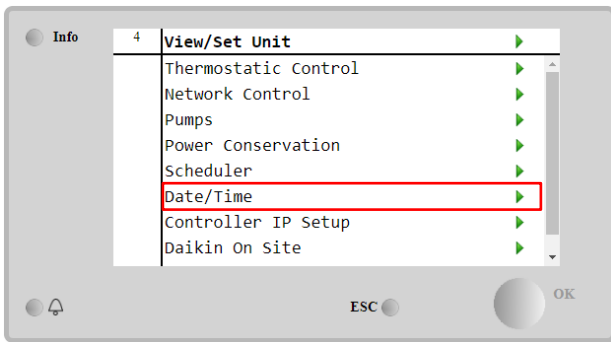 Info
4 View/Set Unit
Thermostatic Control
Network Control
Pumps
Power Conservation
Scheduler
Date/Time
Controller IP Setup
Daikin On Site
ESC
OK